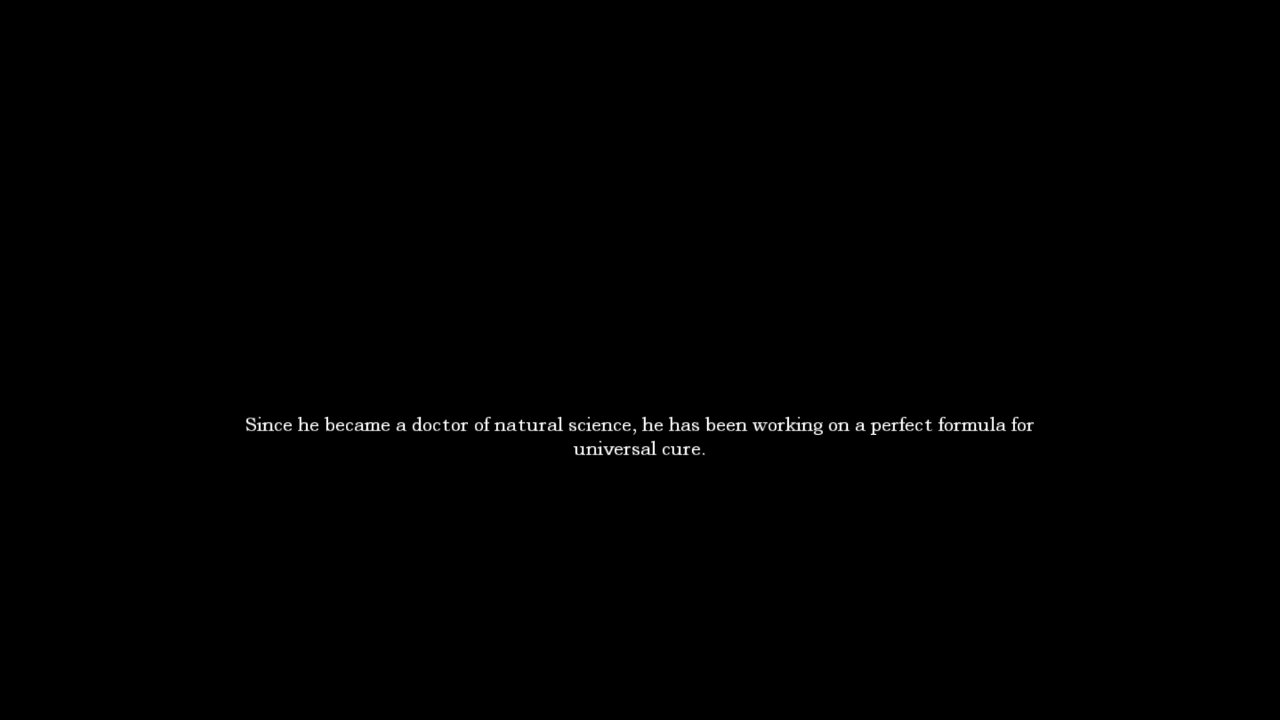 Since he became a doctor of natural science, he has been working on a perfect formula for
universal cure.